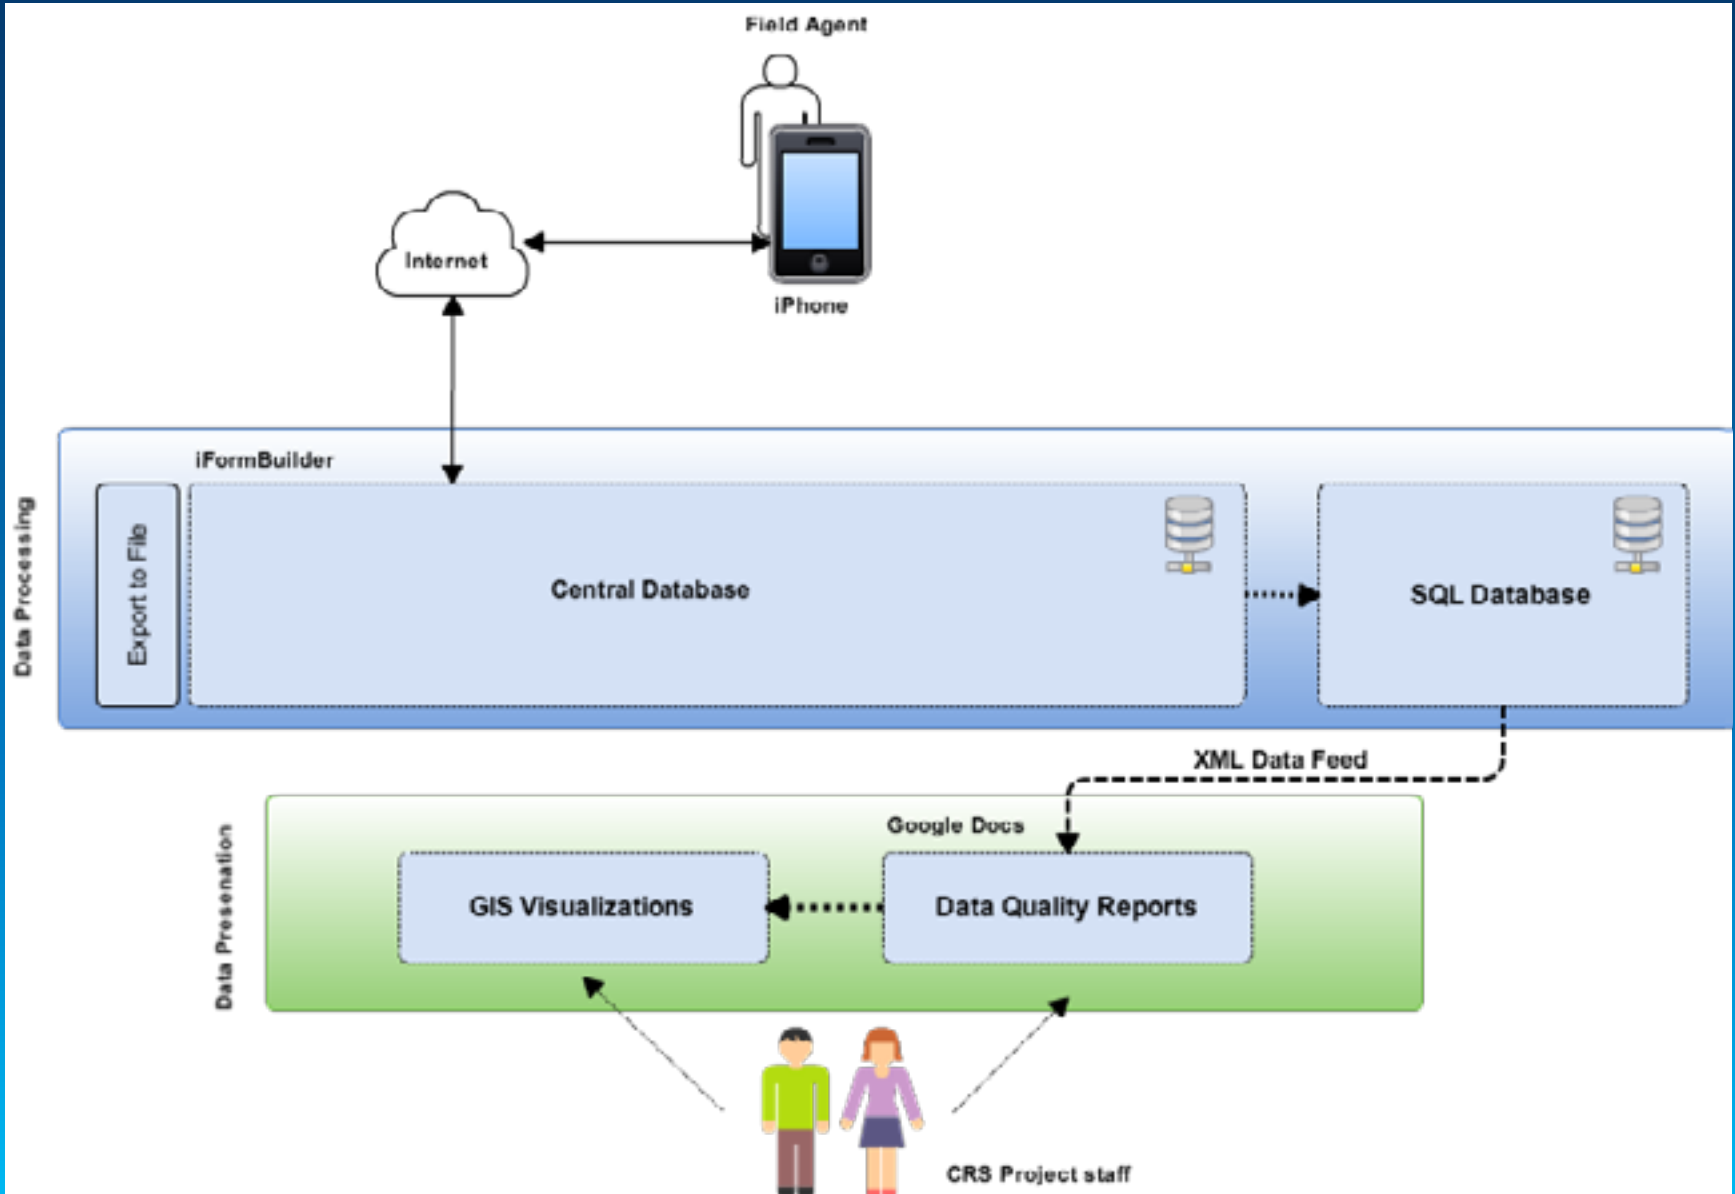 Field Agent
Internet
iPhone
iFormBuilder
Data Processing
Export to File
Central Database
SQL Database
XML Data Feed
Google Docs
Data Presenation
GIS Visualizations
Data Quality Reports
CRS Project staff